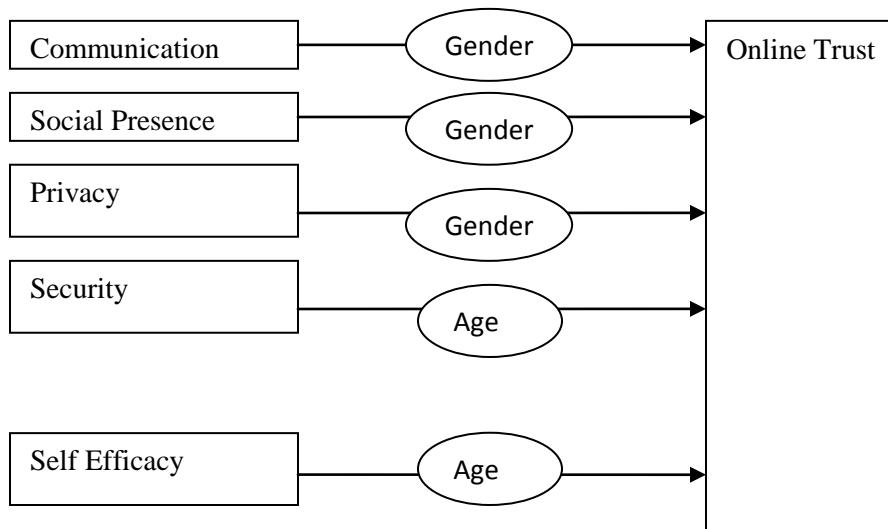 Communication
Gender
Online Trust
Social Presence
Gender
Privacy
Gender
Security
Age
Self Efficacy
Age